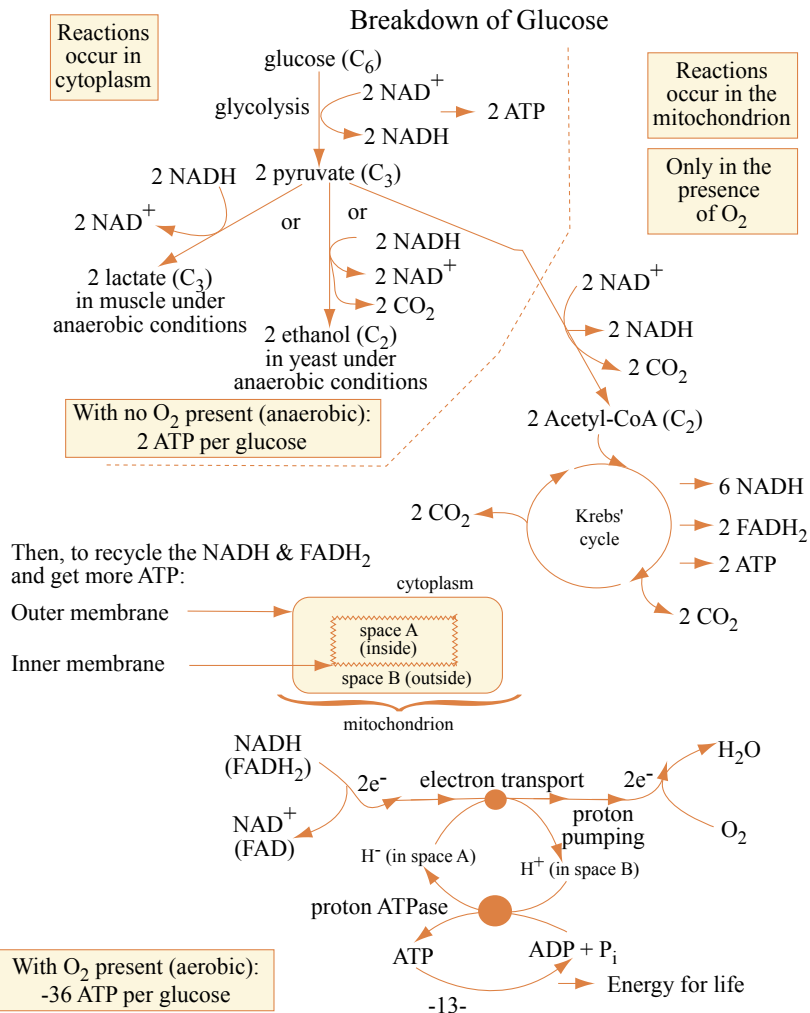 Breakdown of Glucose
Reactions
occur in
cytoplasm
glucose (C6)
glycolysis
2 NAD+
2 NADH
2 ATP
Reactions
occur in the
mitochondrion
Only in the
presence
of O2
2 pyruvate (C3)
2 NADH
2 NAD+
or
or
2 NADH
2 NAD+
2 CO2
2 lactate (C3)
in muscle under
anaerobic conditions
2 ethanol (C2)
in yeast under
anaerobic conditions
2 NAD+
2 NADH
2 CO2
With no O2 present (anaerobic):
2 ATP per glucose
2 Acetyl-CoA (C2)
Krebs'
cycle
2 CO2
6 NADH
2 FADH2
2 ATP
2 CO2
Then, to recycle the NADH & FADH2
and get more ATP:
cytoplasm
Outer membrane
space A
(inside)
Inner membrane
space B (outside)
mitochondrion
NADH
(FADH2)
2e-
electron transport
2e-
H2O
NAD+
(FAD)
proton
pumping
O2
H- (in space A)
H+ (in space B)
proton ATPase
ATP
ADP + Pi
Energy for life
With O2 present (aerobic):
-36 ATP per glucose
-13-